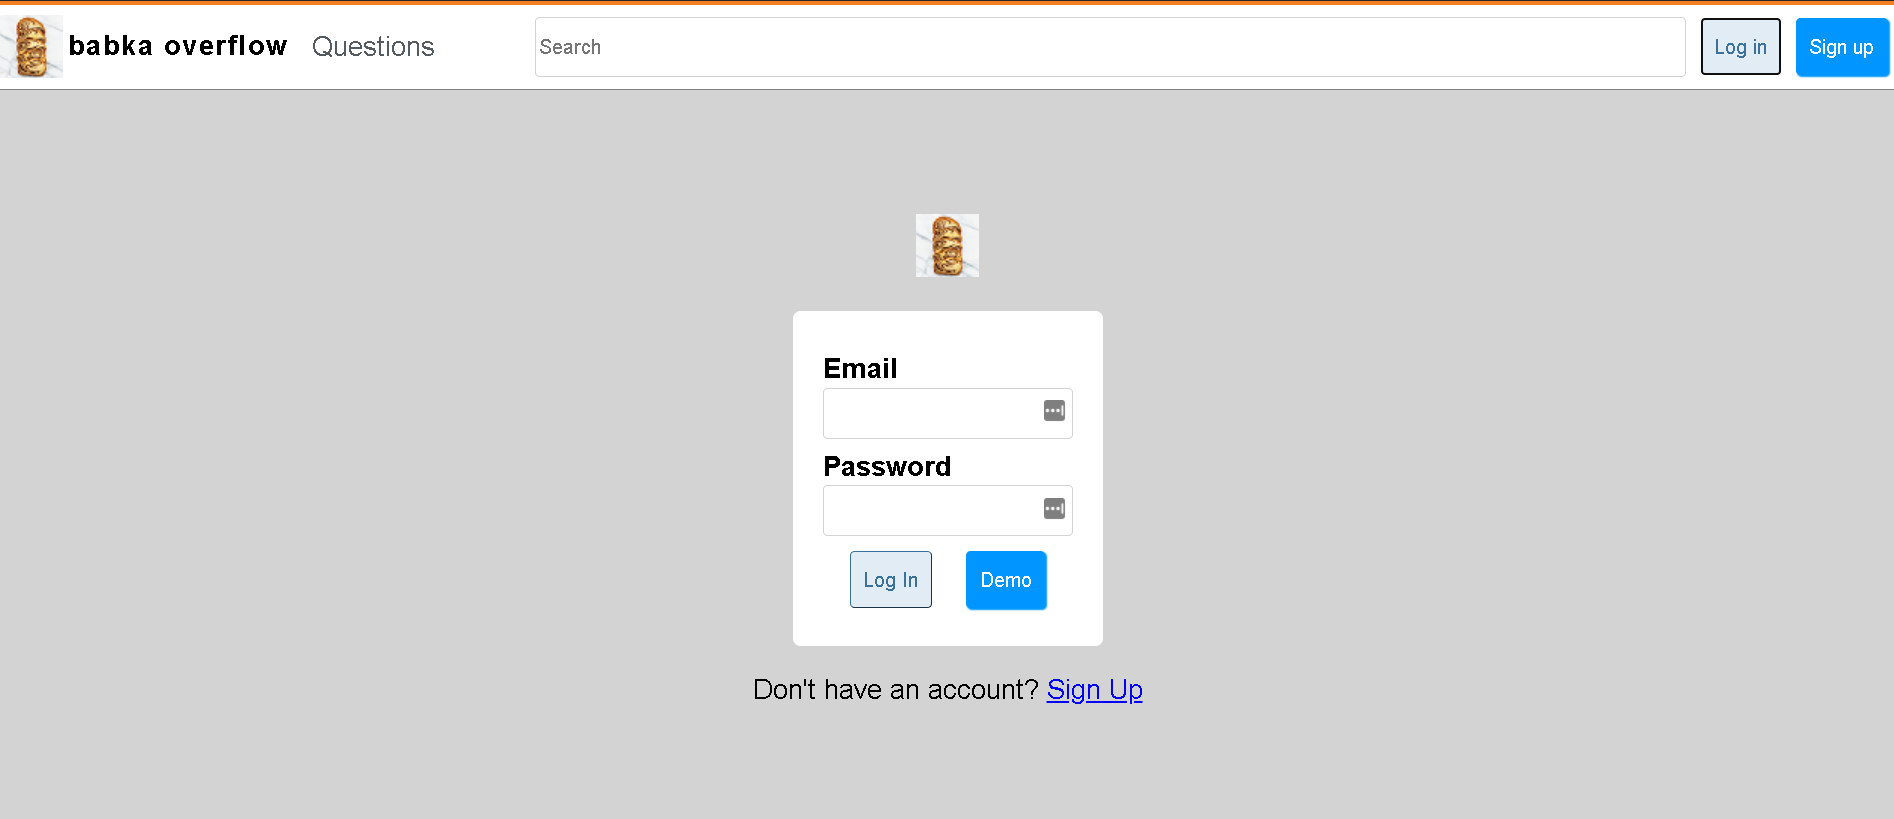 babka overflow Questions Search Log in Sign up
Email
Password
Log In Demo
Don't have an account? Sign Up